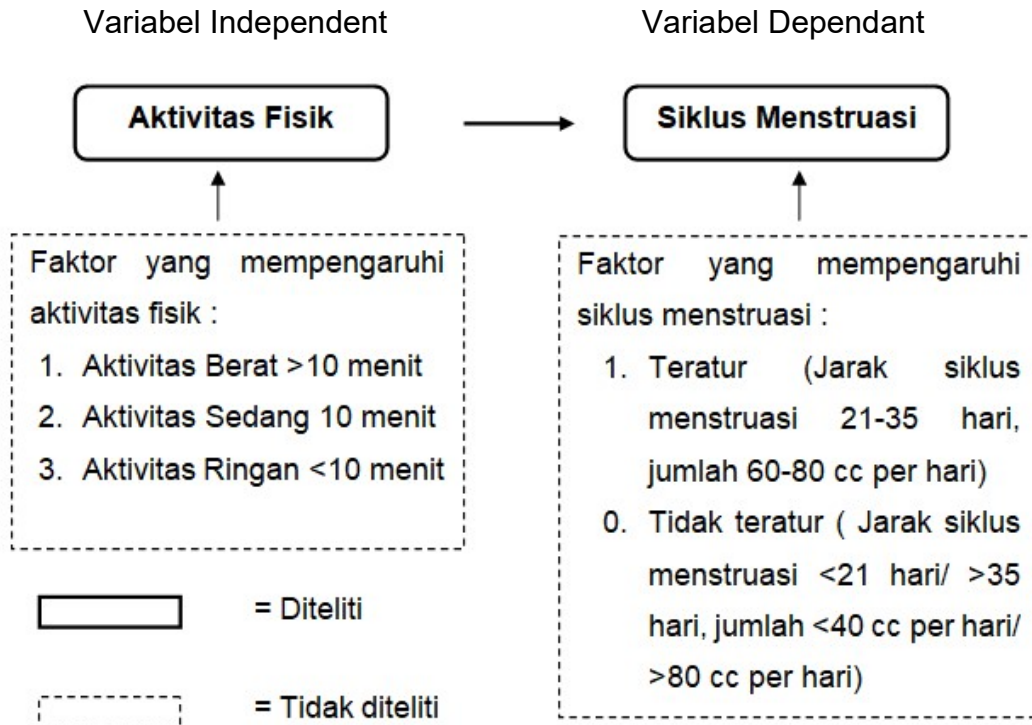 Variabel Independent
Variabel Dependant
Aktivitas Fisik
Siklus Menstruasi
Faktor yang mempengaruhi
aktivitas fisik :
1. Aktivitas Berat >10 menit
2. Aktivitas Sedang 10 menit
3. Aktivitas Ringan <10 menit
Faktor yang mempengaruhi
siklus menstruasi :
1. Teratur (Jarak siklus
menstruasi 21-35 hari,
jumlah 60-80 cc per hari)
0. Tidak teratur ( Jarak siklus
menstruasi <21 hari/ >35
hari, jumlah <40 cc per hari/
>80 cc per hari)
= Diteliti
= Tidak diteliti